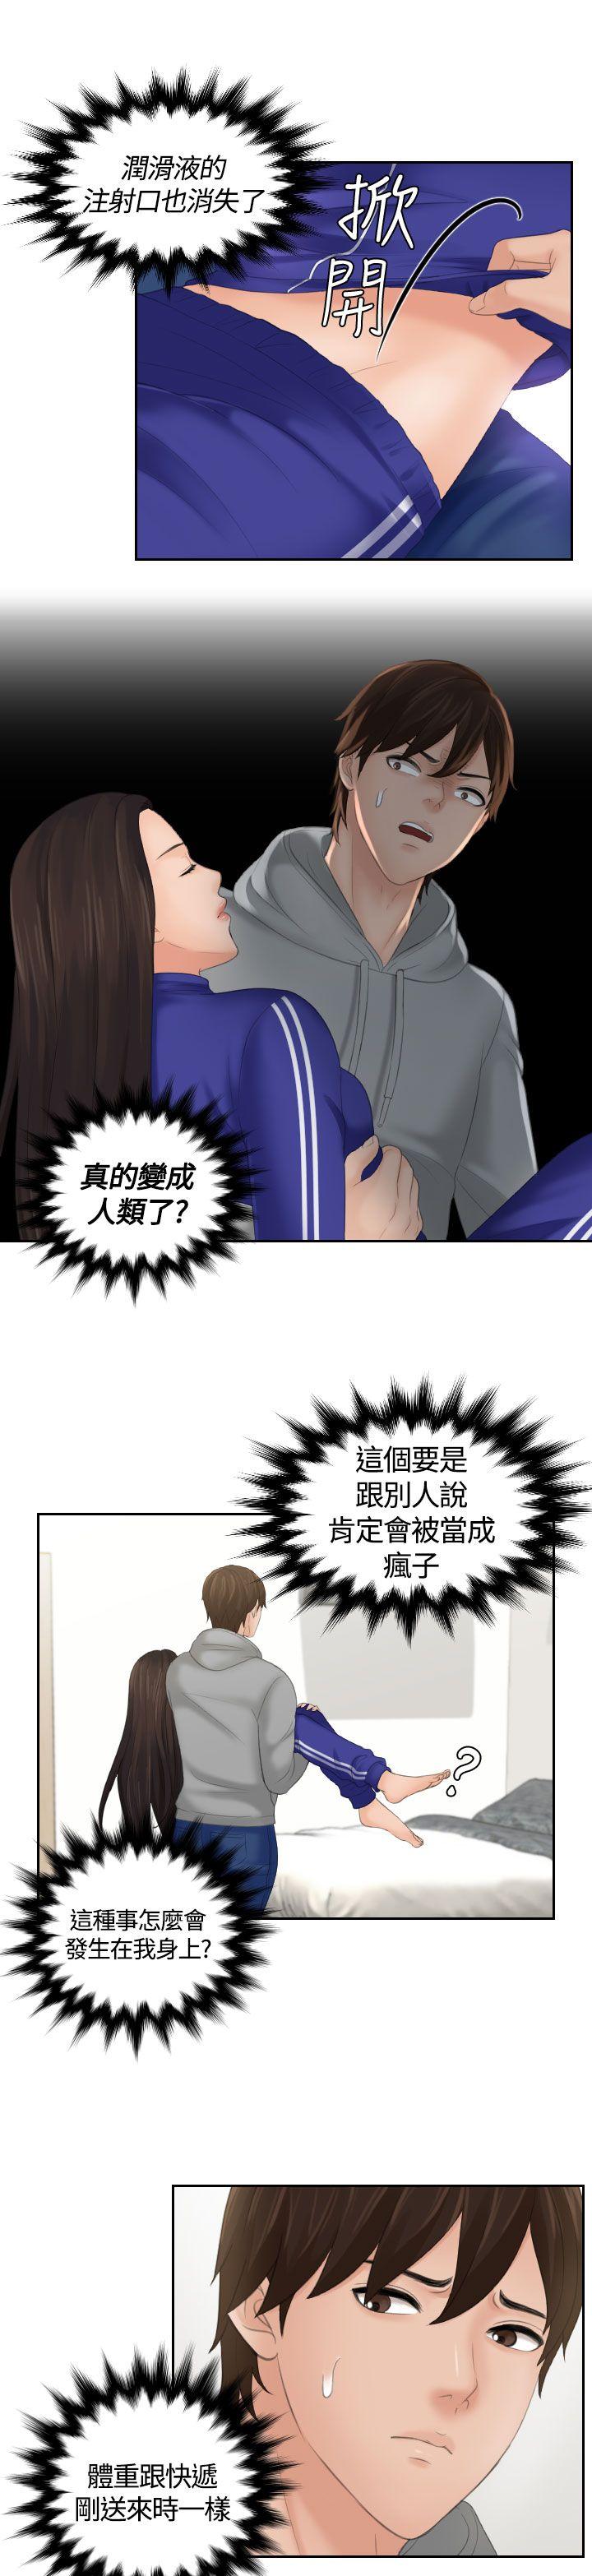 潤滑液的
注射口也消失了
掀
開
真的變成
人類了?
這個要是
跟別人說
肯定會被當成
瘋子
?
這種事怎麼會
發生在我身上?
體重跟快遞
剛送來時一樣